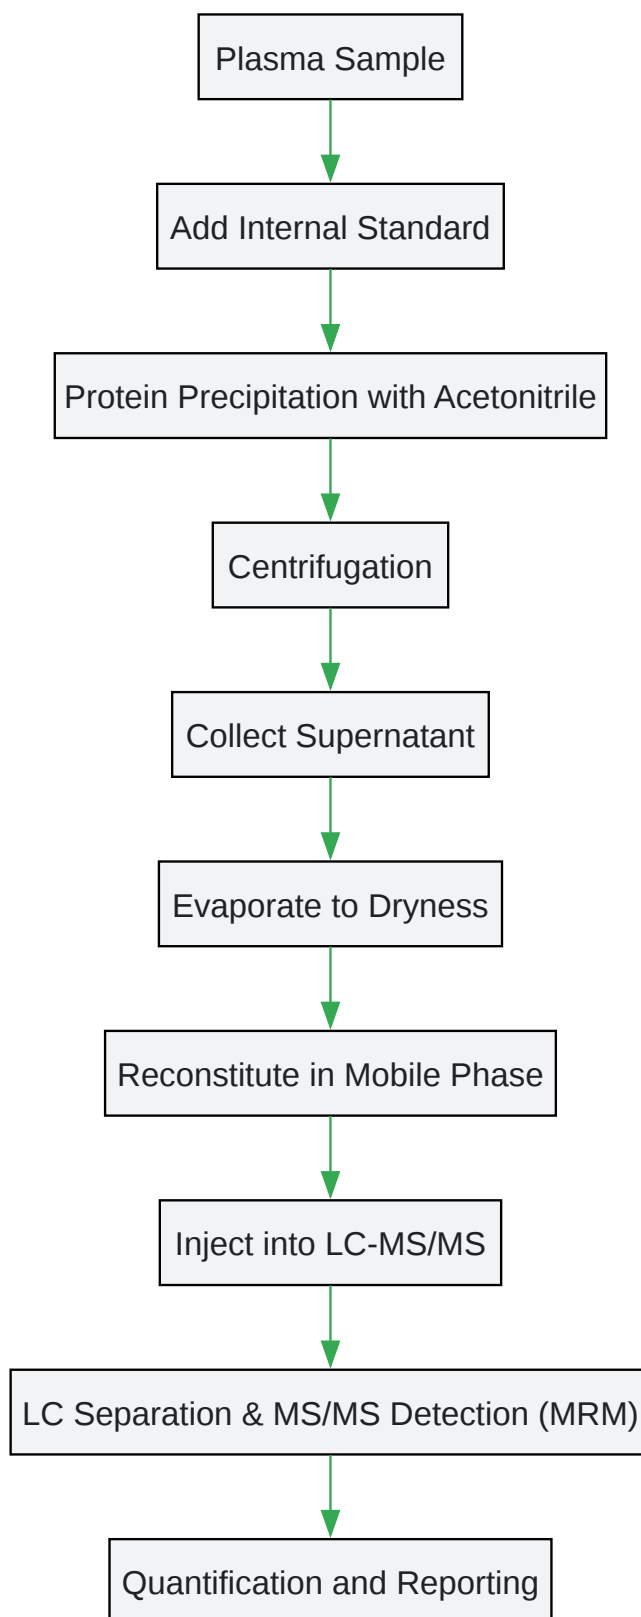 Plasma Sample
Add Internal Standard
Protein Precipitation with Acetonitrile
Centrifugation
Collect Supernatant
Evaporate to Dryness
Reconstitute in Mobile Phase
Inject into LC-MS/MS
LC Separation & MS/MS Detection (MRM)
Quantification and Reporting